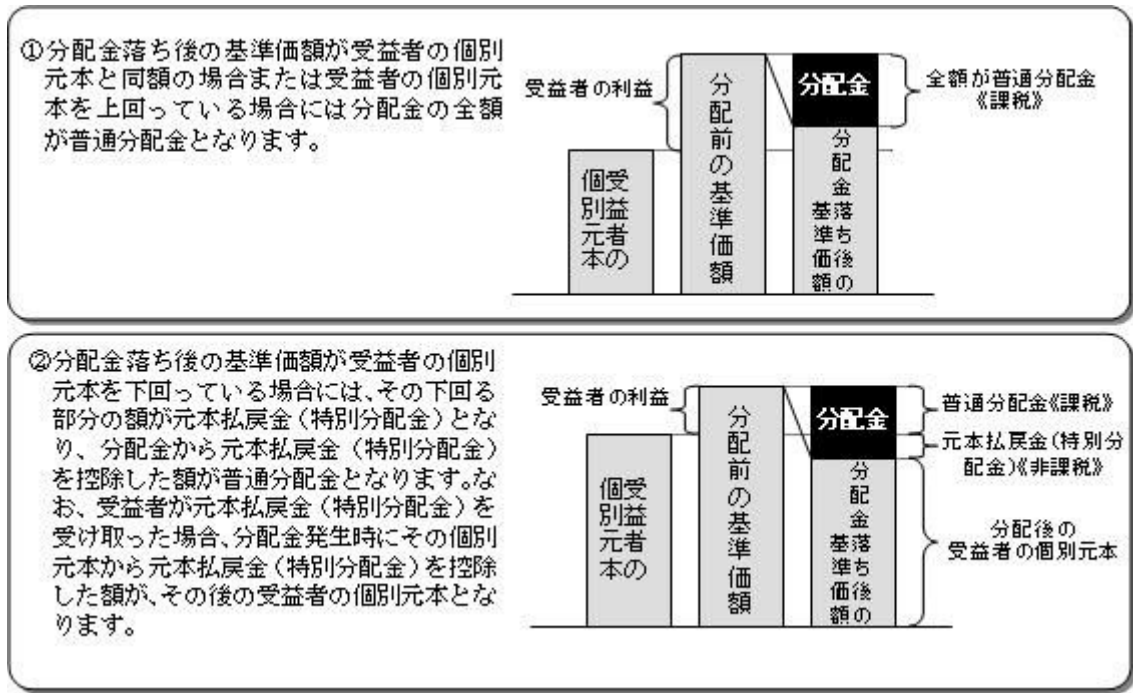 ①分配金落ち後の基準価額が受益者の個別
元本と同額の場合または受益者の個別元
本を上回っている場合には分配金の全額
が普通分配金となります。
受益者の利益
個別元本
受益者の
分配前の基準価額
分配金
分配金落ち後の
基準価額
全額が普通分配金
《課税》
②分配金落ち後の基準価額が受益者の個別
元本を下回っている場合には、その下回る
部分の額が元本払戻金（特別分配金）とな
り、分配金から元本払戻金（特別分配金）
を控除した額が普通分配金となります。な
お、受益者が元本払戻金（特別分配金）を
受け取った場合、分配金発生時にその個別
元本から元本払戻金（特別分配金）を控除
した額が、その後の受益者の個別元本とな
ります。
受益者の利益
受益者の
個別元本
分配前の基準価額
分配金
分配金落ち後の
基準価額
普通分配金《課税》
元本払戻金（特別分
配金）《非課税》
分配後の
受益者の個別元本